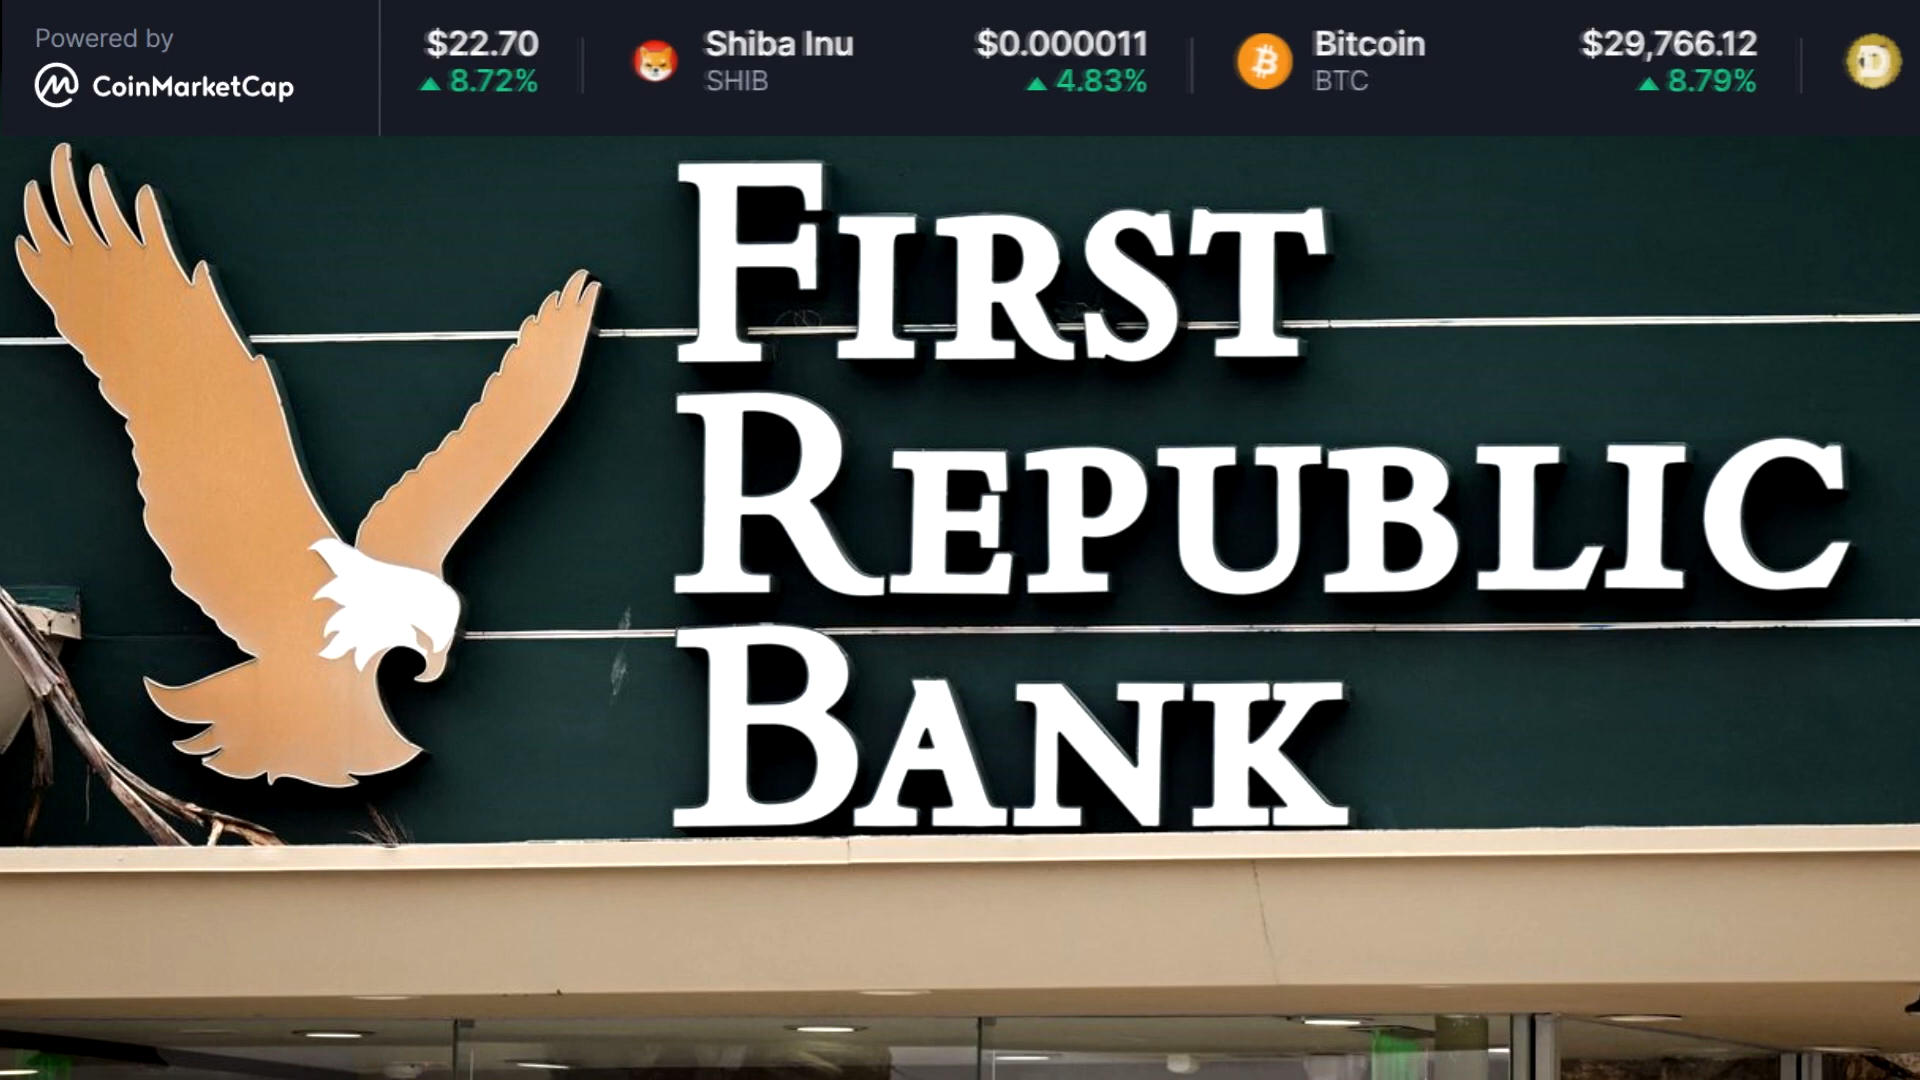 Powered by
CoinMarketCap
$22.70
8.72%
Shiba Inu
SHIB
$0.000011
4.83%
Bitcoin
BTC
$29,766.12
8.79%
FIRST
REPUBLIC
BANK